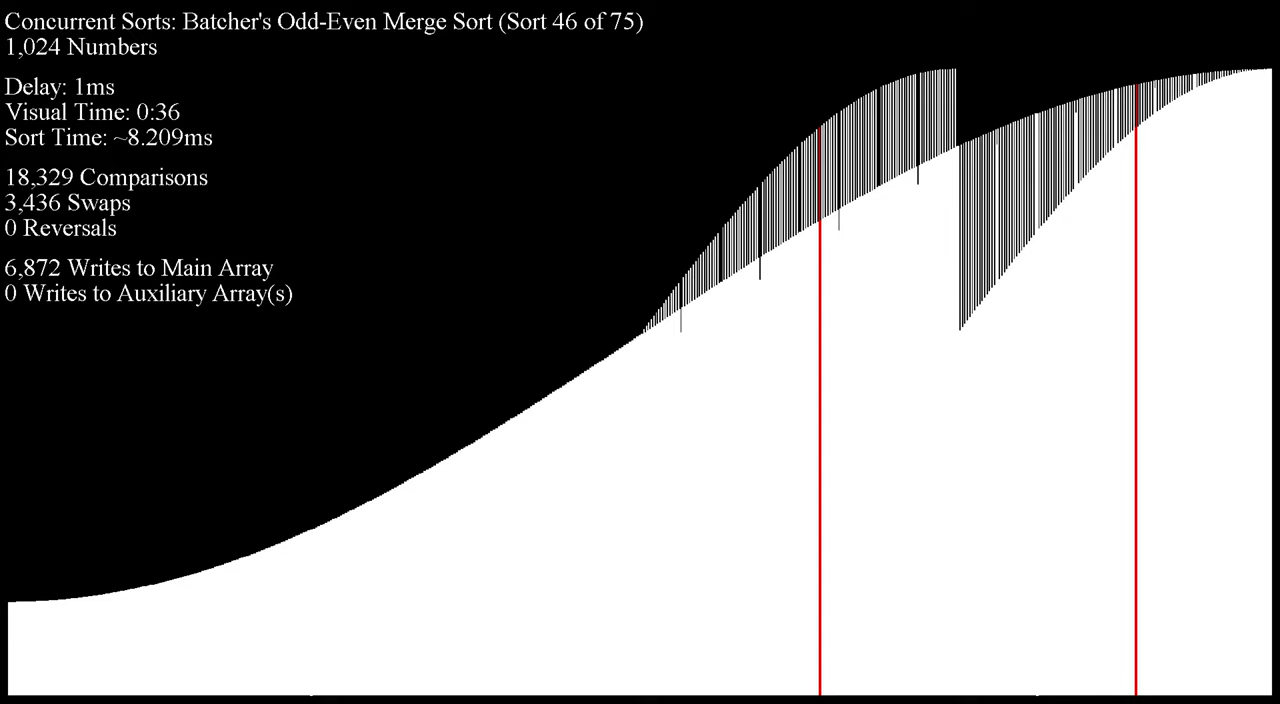 Concurrent Sorts: Batcher's Odd-Even Merge Sort (Sort 46 of 75)
1,024 Numbers
Delay: 1ms
Visual Time: 0:36
Sort Time: ~8.209ms
18,329 Comparisons
3,436 Swaps
0 Reversals
6,872 Writes to Main Array
0 Writes to Auxiliary Array(s)